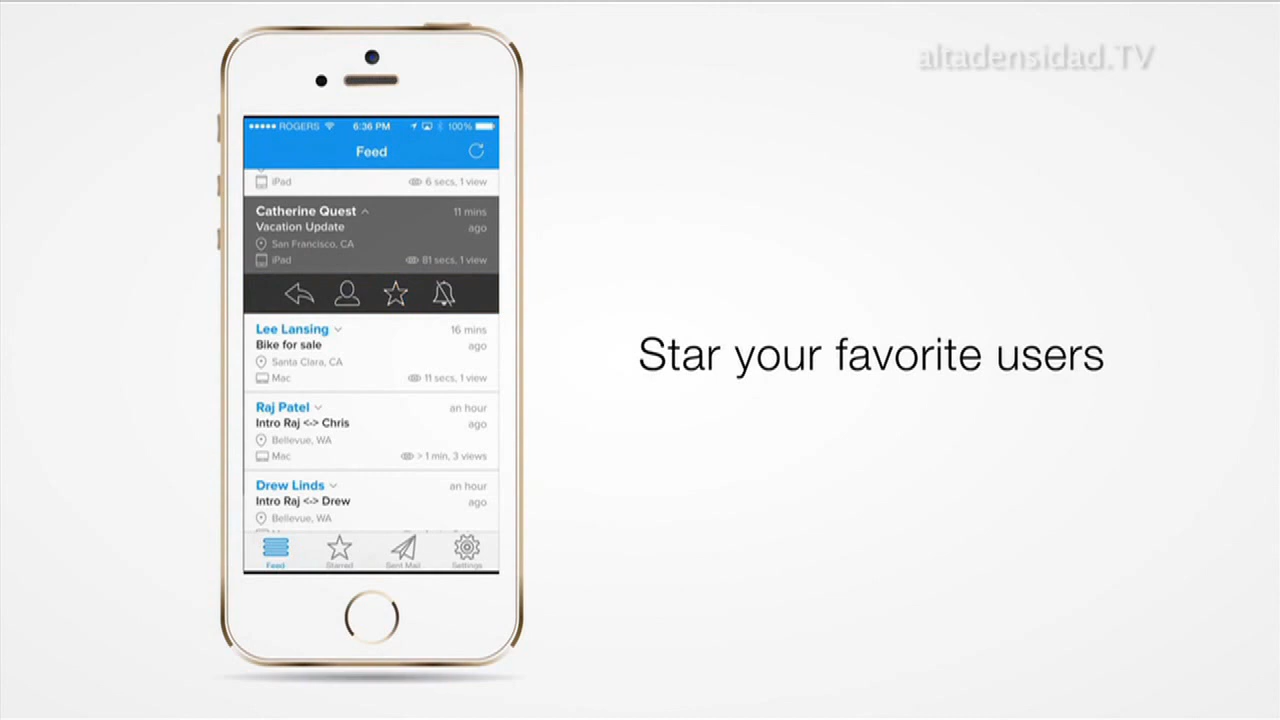 altadensidad.TV
ROGERS 6:36 PM 100%
Feed
iPad 6 secs, 1 view
Catherine Quest 11 mins
Vacation Update ago
San Francisco, CA
iPad 81 secs, 1 view
Lee Lansing 16 mins
Bike for sale ago
Santa Clara, CA
Mac 11 secs, 1 view
Raj Patel an hour
Intro Raj <-> Chris ago
Bellevue, WA
Mac > 1 min, 3 views
Drew Linds an hour
Intro Raj <-> Drew ago
Bellevue, WA
Feed Starred Sent Mail Settings
Star your favorite users